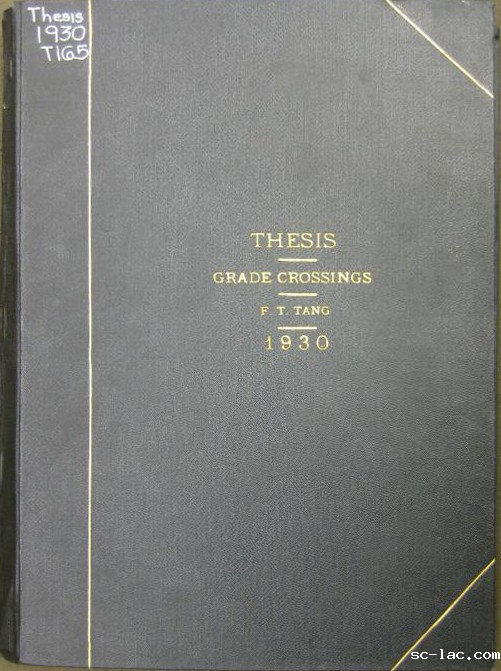 Thesis
1930
T165
THESIS
GRADE CROSSINGS
F. T. TANG
1930
sc-lac.com